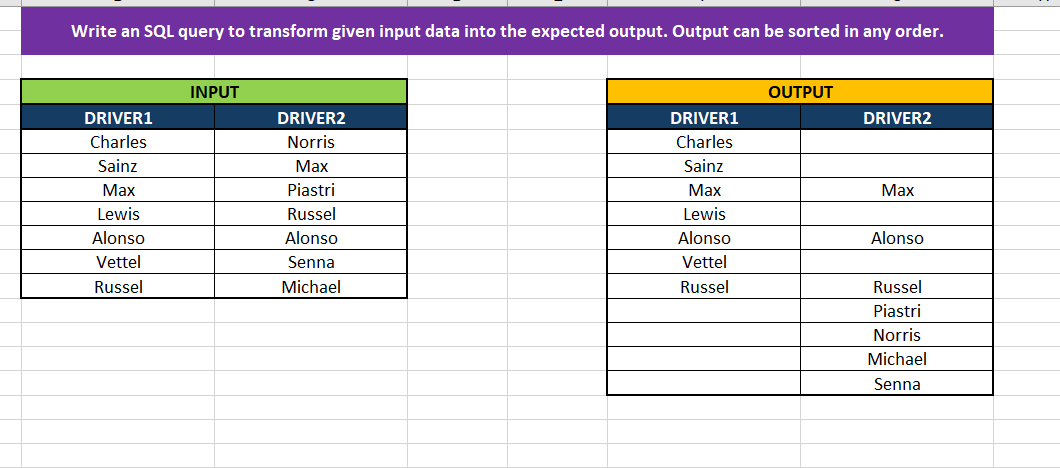 Write an SQL query to transform given input data into the expected output. Output can be sorted in any order.
INPUT
DRIVER1 DRIVER2
Charles Norris
Sainz Max
Max Piastri
Lewis Russel
Alonso Alonso
Vettel Senna
Russel Michael
OUTPUT
DRIVER1 DRIVER2
Charles
Sainz
Max Max
Lewis
Alonso Alonso
Vettel
Russel Russel
Piastri
Norris
Michael
Senna